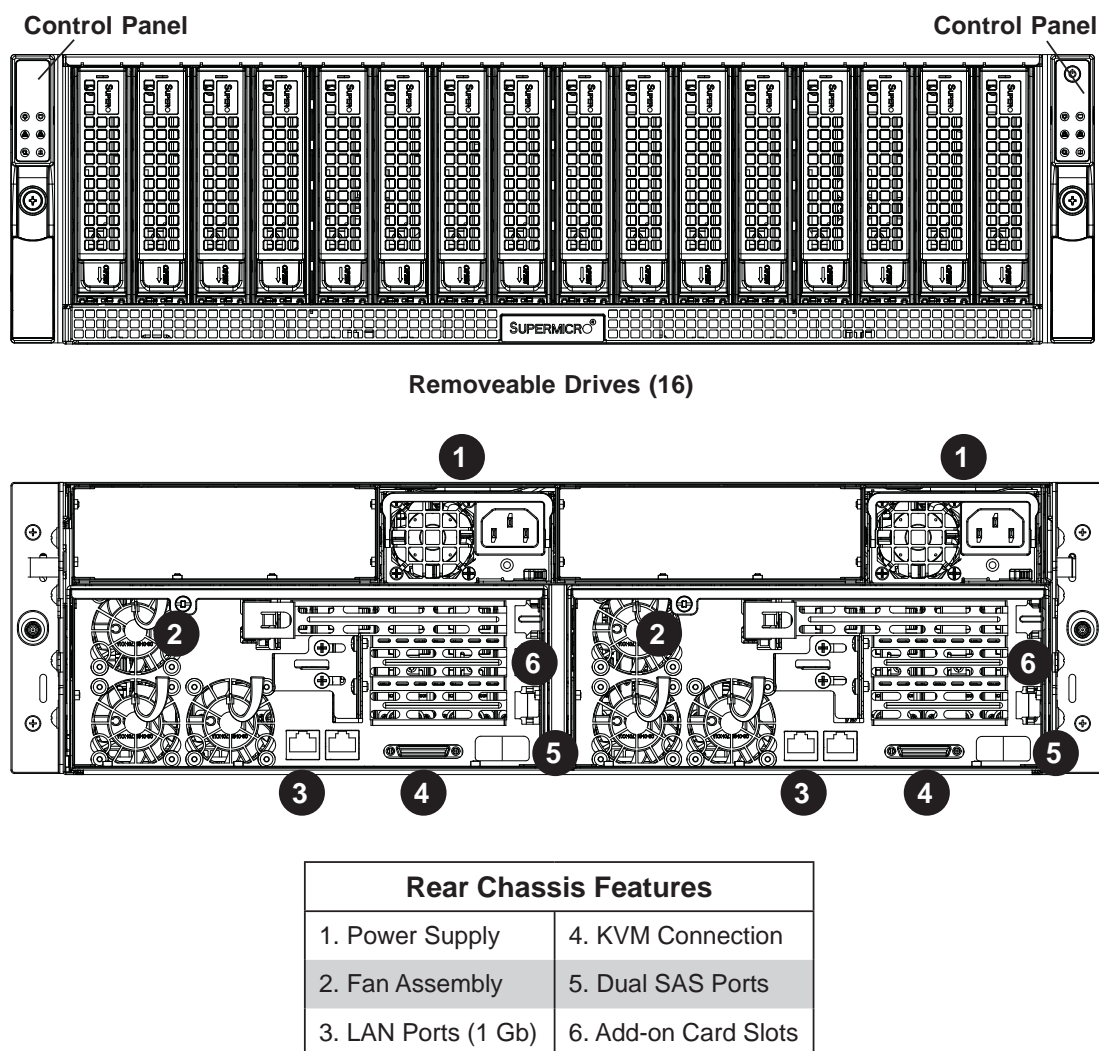 Control Panel
Control Panel
SUPERMICRO®
Removeable Drives (16)
1
1
2
2
6
6
5
5
3
4
3
4
Rear Chassis Features
1. Power Supply
4. KVM Connection
2. Fan Assembly
5. Dual SAS Ports
3. LAN Ports (1 Gb)
6. Add-on Card Slots